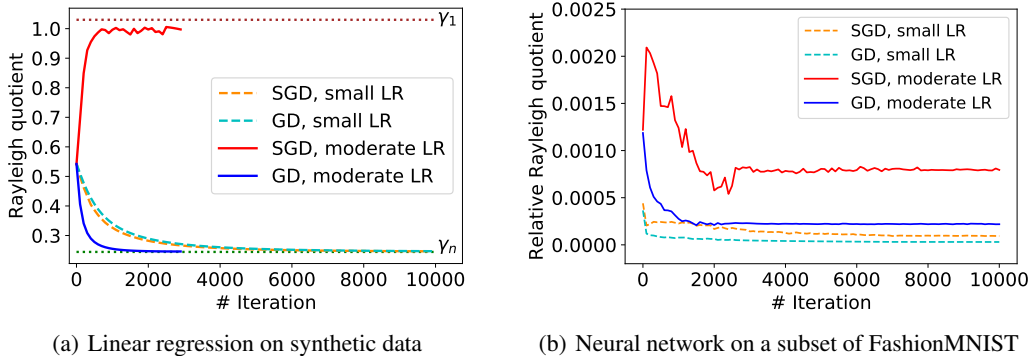 1.0
0.9
0.8
0.7
0.6
0.5
0.4
0.3
Rayleigh quotient
γ1
γn
SGD, small LR
GD, small LR
SGD, moderate LR
GD, moderate LR
0 2000 4000 6000 8000 10000
# Iteration
(a) Linear regression on synthetic data
0.0025
0.0020
0.0015
0.0010
0.0005
0.0000
Relative Rayleigh quotient
SGD, small LR
GD, small LR
SGD, moderate LR
GD, moderate LR
0 2000 4000 6000 8000 10000
# Iteration
(b) Neural network on a subset of FashionMNIST